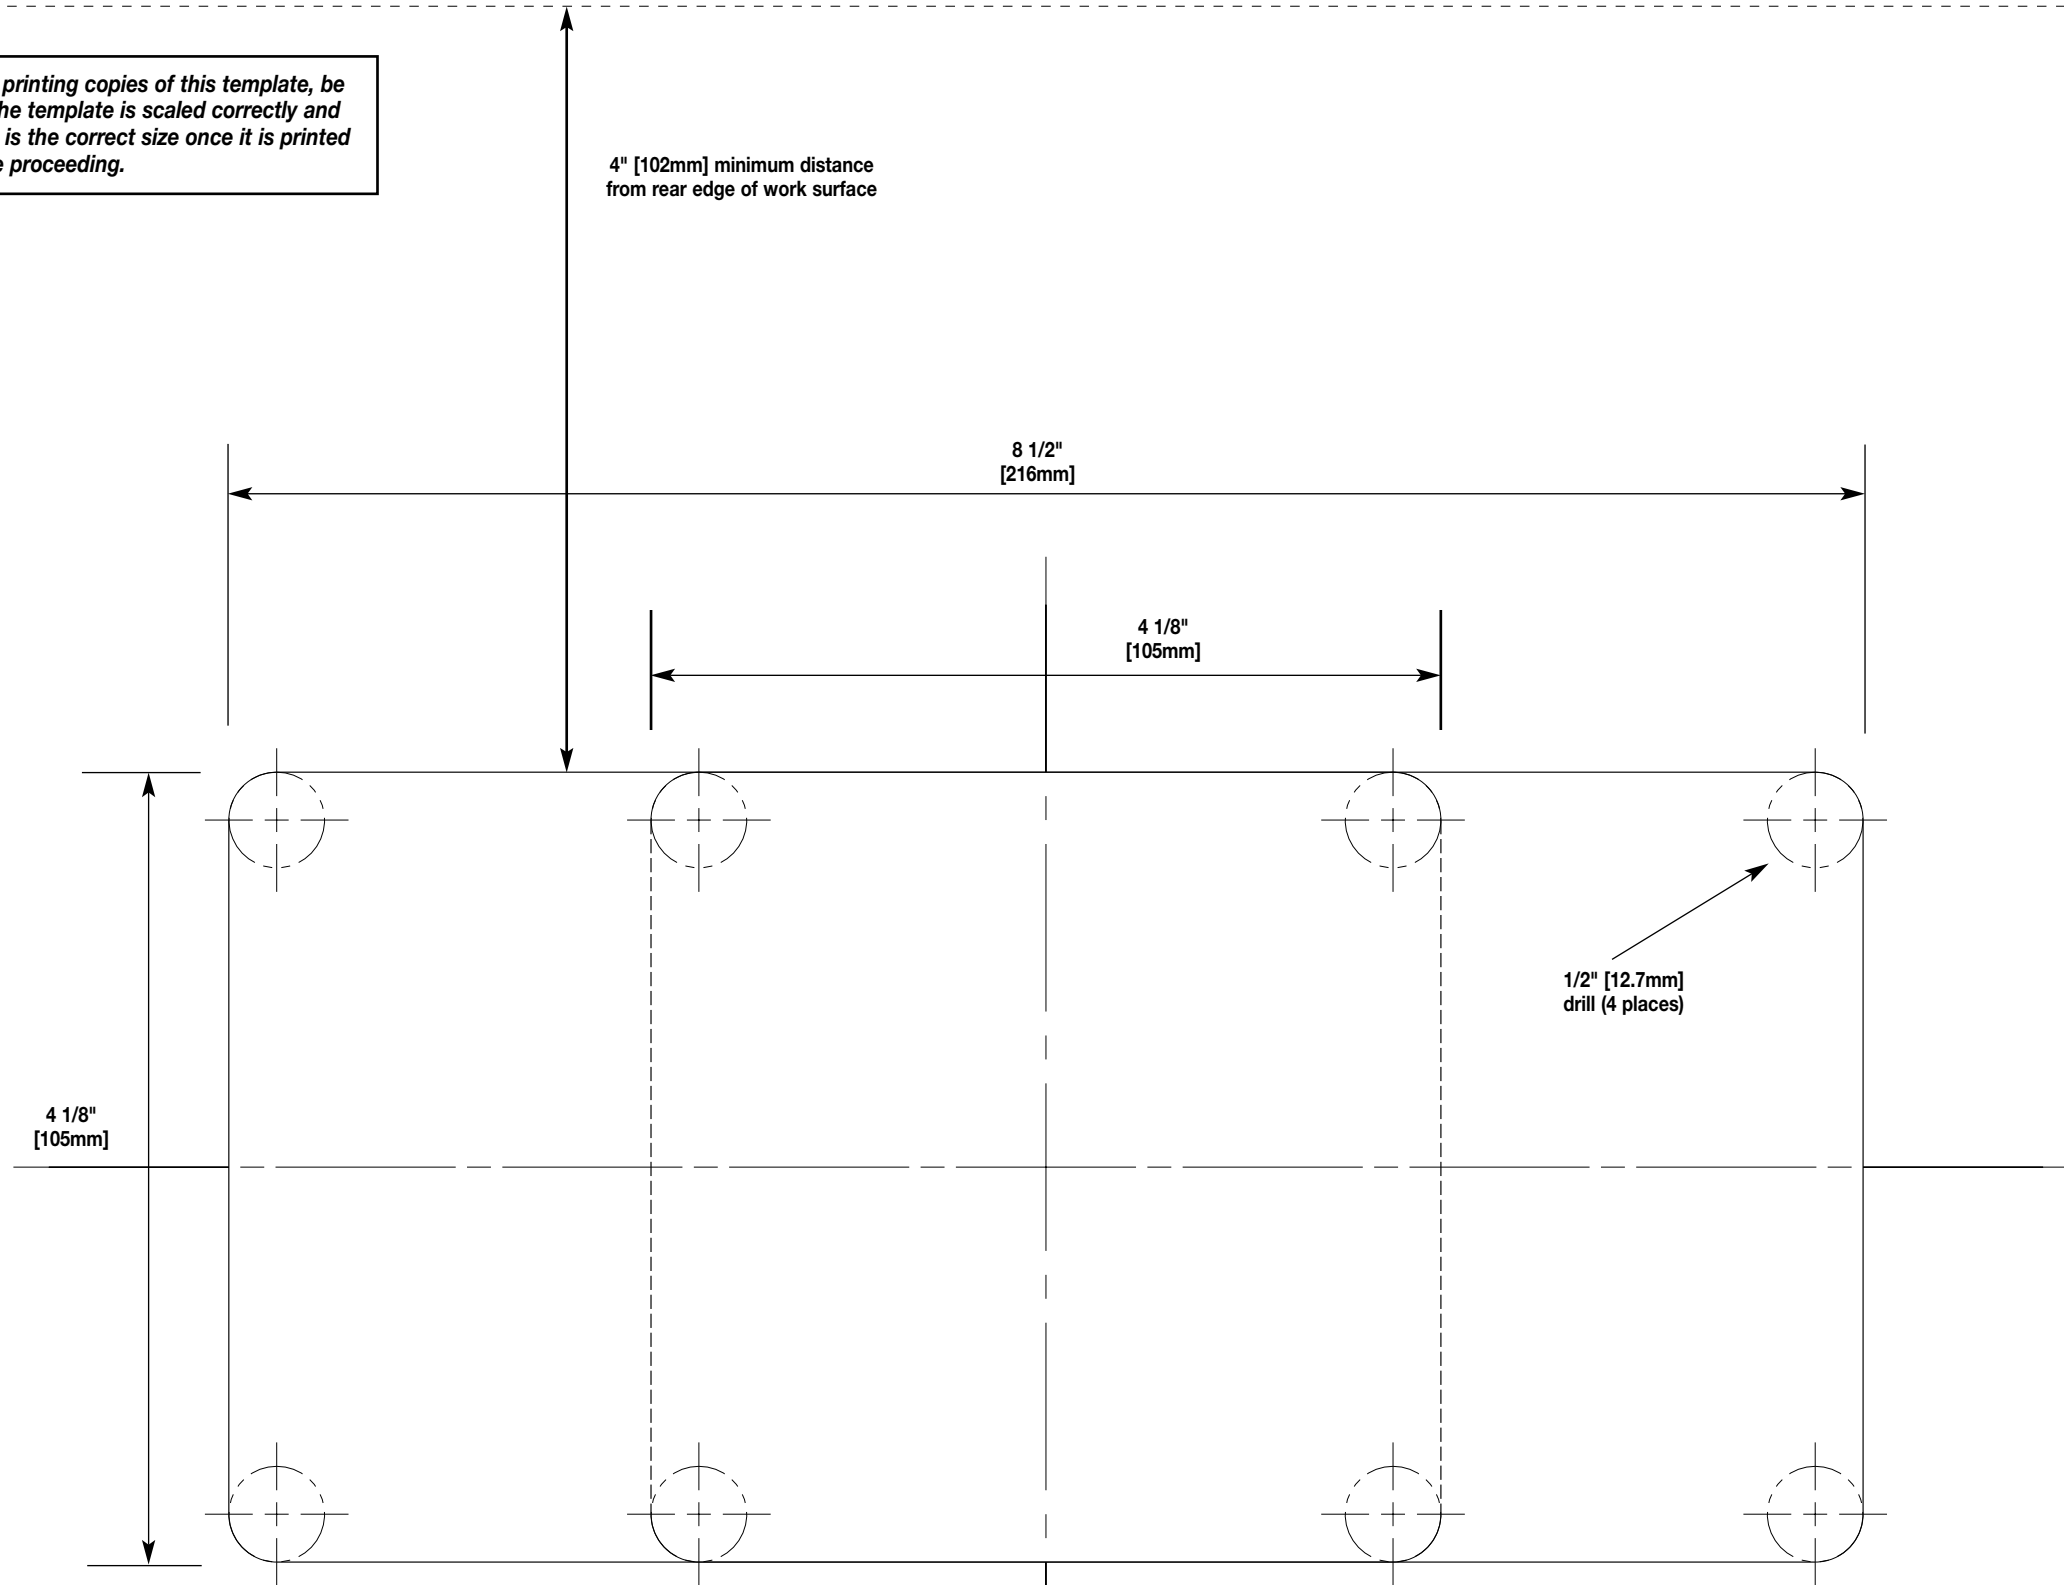 printing copies of this template, be
he template is scaled correctly and
is the correct size once it is printed
proceeding.
4" [102mm] minimum distance
from rear edge of work surface
8 1/2"
[216mm]
4 1/8"
[105mm]
1/2" [12.7mm]
drill (4 places)
4 1/8"
[105mm]